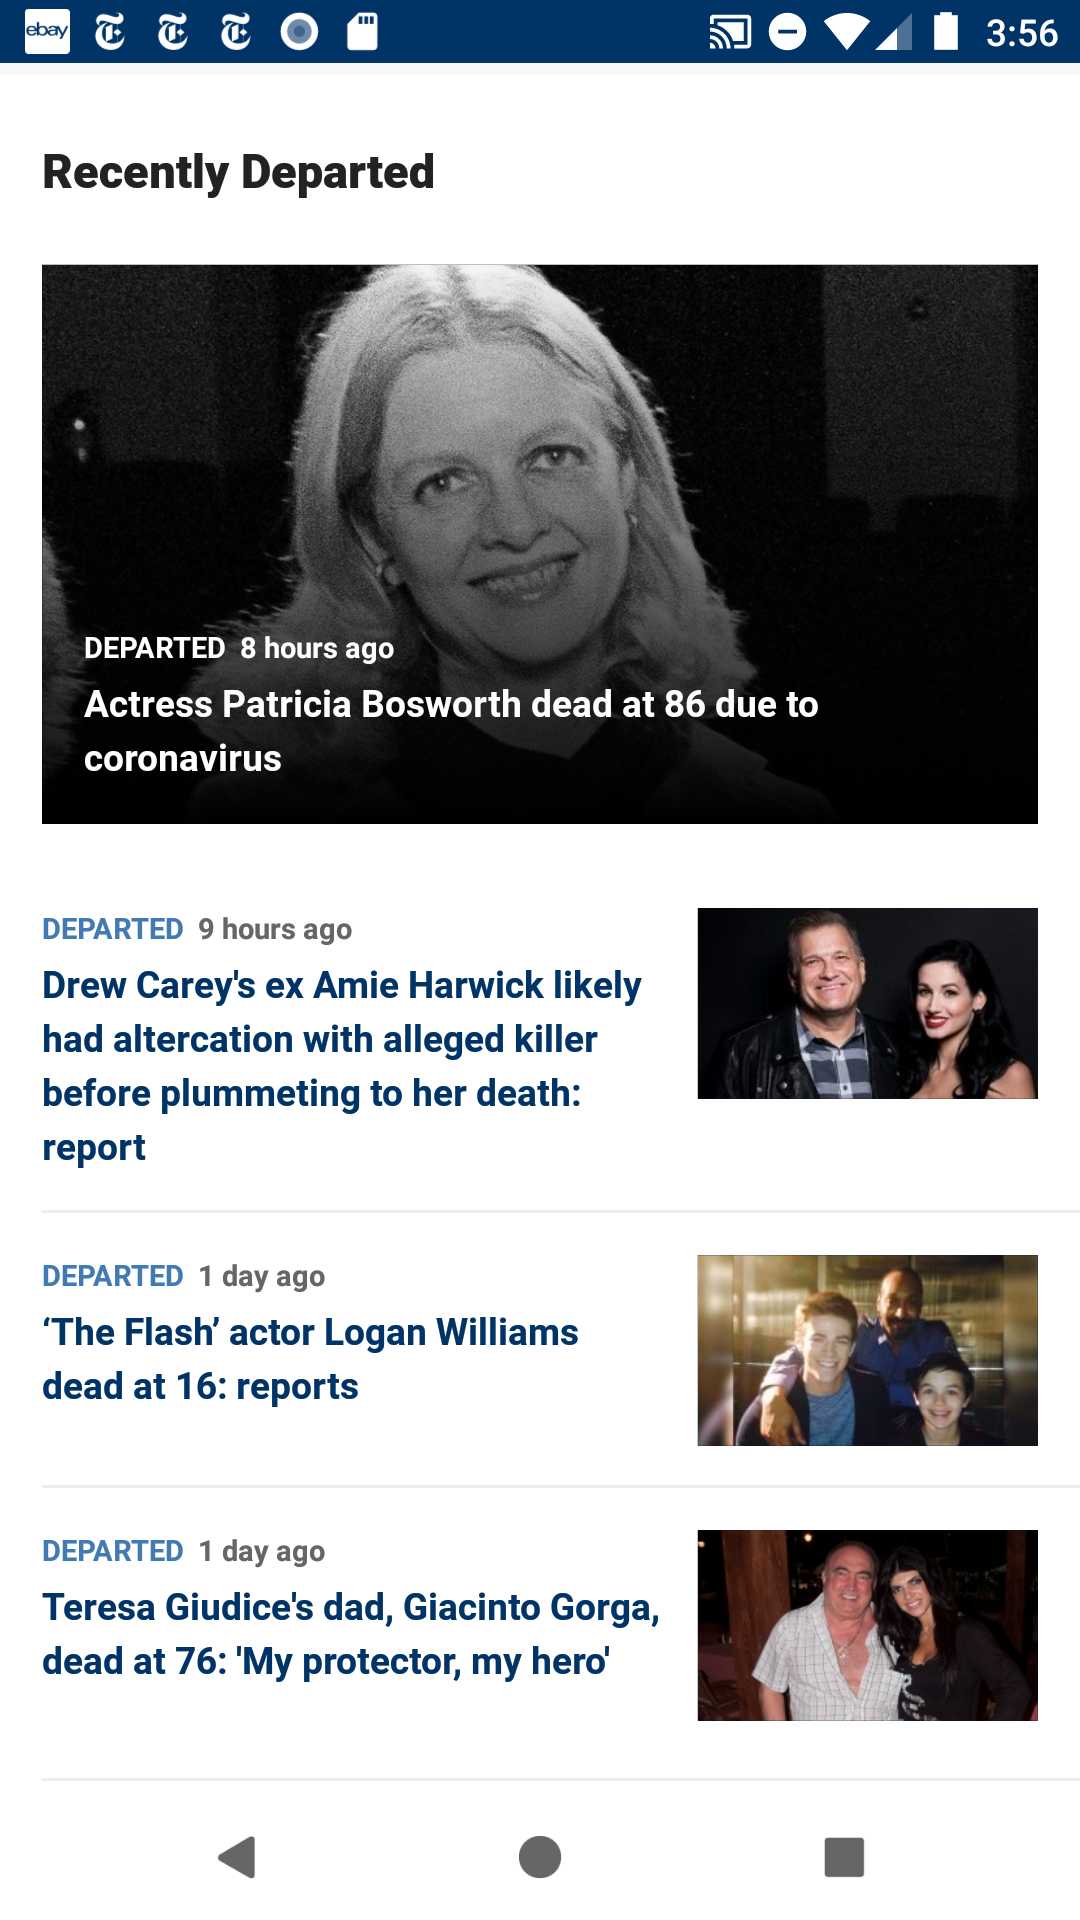 ebay
3:56
Recently Departed
DEPARTED 8 hours ago
Actress Patricia Bosworth dead at 86 due to
coronavirus
DEPARTED 9 hours ago
Drew Carey's ex Amie Harwick likely
had altercation with alleged killer
before plummeting to her death:
report
DEPARTED 1 day ago
‘The Flash’ actor Logan Williams
dead at 16: reports
DEPARTED 1 day ago
Teresa Giudice's dad, Giacinto Gorga,
dead at 76: 'My protector, my hero'